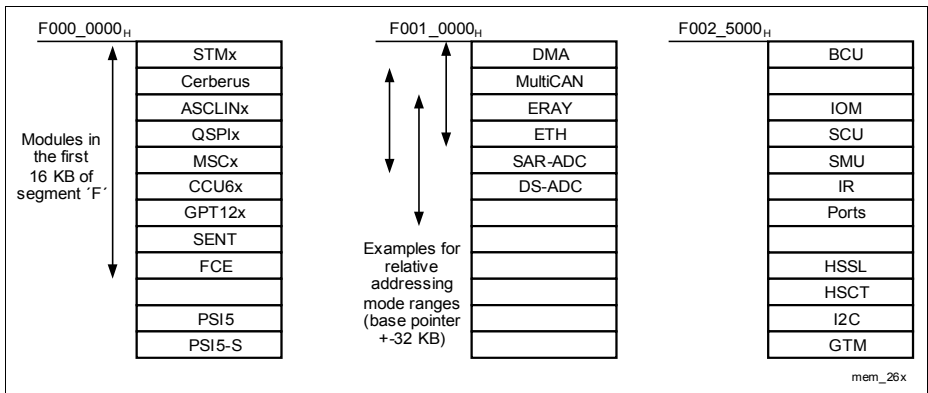 F000_0000H
STMx
Cerberus
ASCLINx
QSPIx
MSCx
CCU6x
GPT12x
SENT
FCE
PSI5
PSI5-S
Modules in
the first
16 KB of
segment ´F´
F001_0000H
DMA
MultiCAN
ERAY
ETH
SAR-ADC
DS-ADC
Examples for
relative
addressing
mode ranges
(base pointer
+-32 KB)
F002_5000H
BCU
IOM
SCU
SMU
IR
Ports
HSSL
HSCT
I2C
GTM
mem_26x